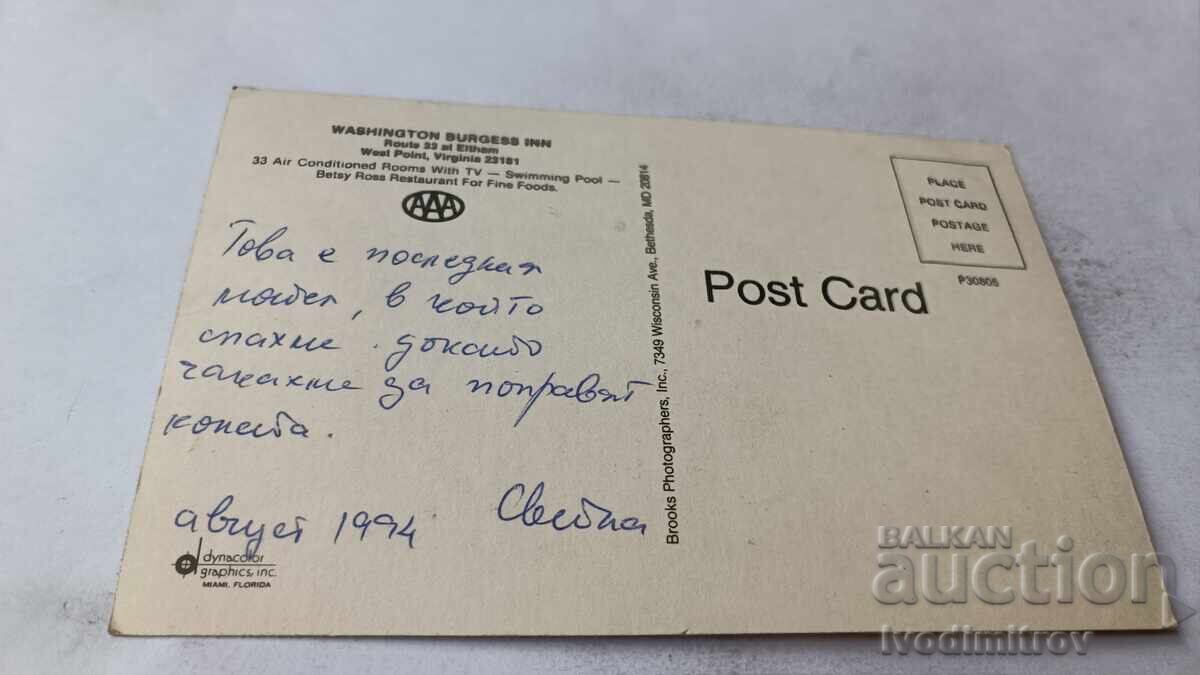 WASHINGTON BURGESS INN
Route 33 at Eltham
West Point, Virginia 23181
33 Air Conditioned Rooms With TV — Swimming Pool —
Betsy Ross Restaurant For Fine Foods.
AAA
Това е последния
мотел, в който
спахме докато
чакахме да поправят
колата.
август 1994 Светла
dynacolor
graphics, inc.
MIAMI, FLORIDA
Brooks Photographers, Inc., 7349 Wisconsin Ave., Bethesda, MD 20814
Post Card
PLACE
POST CARD
POSTAGE
HERE
P30805
BALKAN
auction
Ivodimitrov